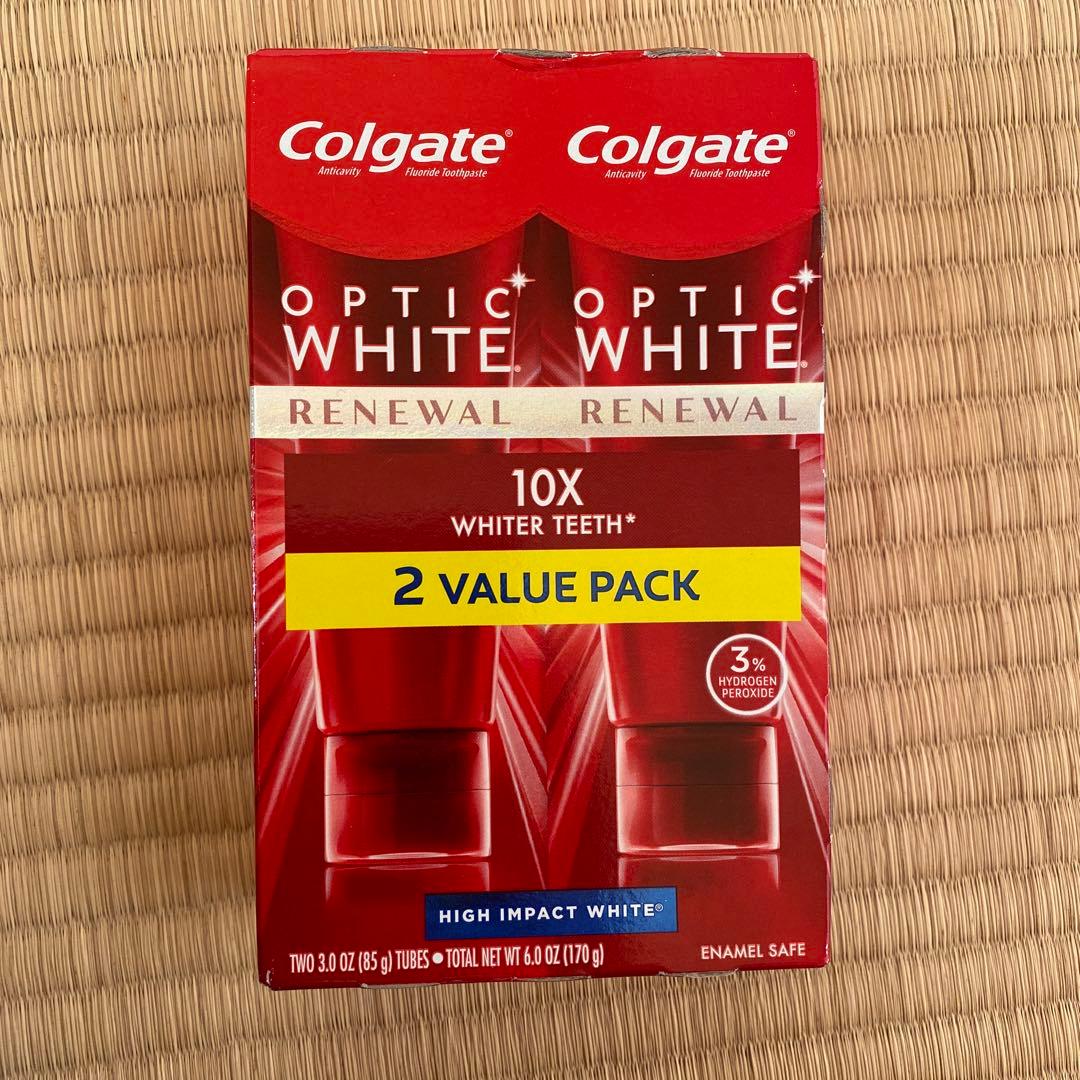 Colgate®
Anticavity Fluoride Toothpaste
OPTIC
WHITE®
RENEWAL
Colgate®
Anticavity Fluoride Toothpaste
OPTIC
WHITE®
RENEWAL
10X
WHITER TEETH*
2 VALUE PACK
3%
HYDROGEN
PEROXIDE
HIGH IMPACT WHITE®
TWO 3.0 OZ (85 g) TUBES • TOTAL NET WT 6.0 OZ (170 g)
ENAMEL SAFE